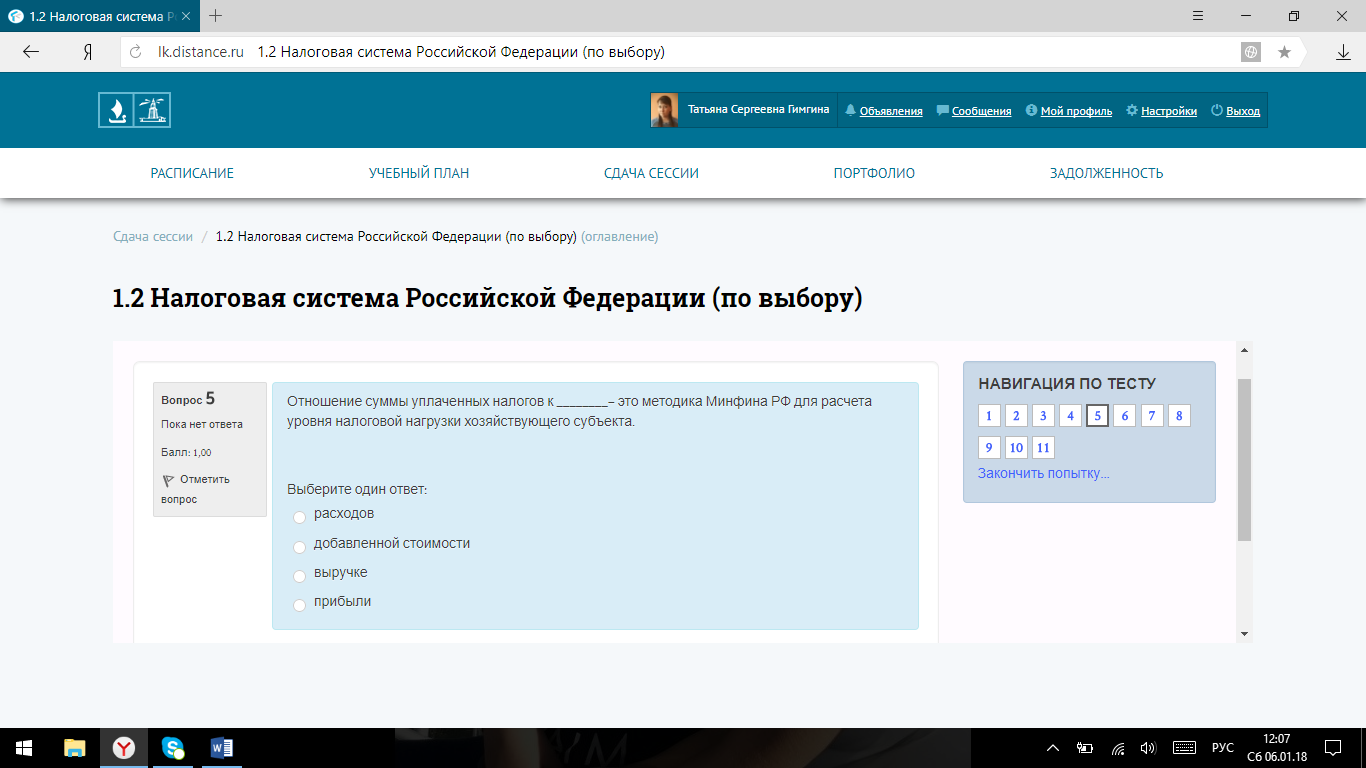 1.2 Налоговая система Р
lk.distance.ru 1.2 Налоговая система Российской Федерации (по выбору)
Татьяна Сергеевна Гимгина Объявления Сообщения Мой профиль Настройки Выход
РАСПИСАНИЕ УЧЕБНЫЙ ПЛАН СДАЧА СЕССИИ ПОРТФОЛИО ЗАДОЛЖЕННОСТЬ
Сдача сессии / 1.2 Налоговая система Российской Федерации (по выбору) (оглавление)
1.2 Налоговая система Российской Федерации (по выбору)
Вопрос 5
Пока нет ответа
Балл: 1,00
Отметить
вопрос
Отношение суммы уплаченных налогов к ________– это методика Минфина РФ для расчета
уровня налоговой нагрузки хозяйствующего субъекта.
Выберите один ответ:
расходов
добавленной стоимости
выручке
прибыли
НАВИГАЦИЯ ПО ТЕСТУ
1 2 3 4 5 6 7 8
9 10 11
Закончить попытку...
РУС
12:07
Сб 06.01.18